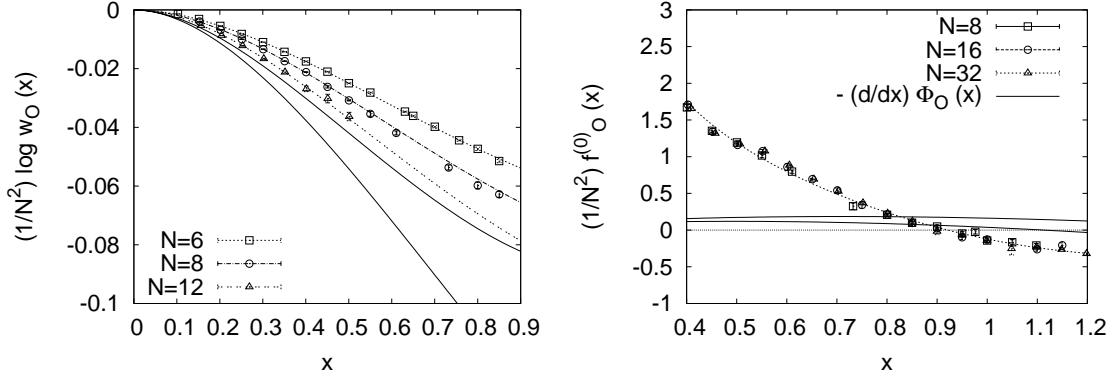 0
-0.02
-0.04
-0.06
-0.08
-0.1
(1/N²) log w_O (x)
N=6
N=8
N=12
0 0.1 0.2 0.3 0.4 0.5 0.6 0.7 0.8 0.9
x
3
2.5
2
1.5
1
0.5
0
-0.5
-1
(1/N²) f⁽⁰⁾_O (x)
N=8
N=16
N=32
- (d/dx) Φ_O (x)
0.4 0.5 0.6 0.7 0.8 0.9 1 1.1 1.2
x